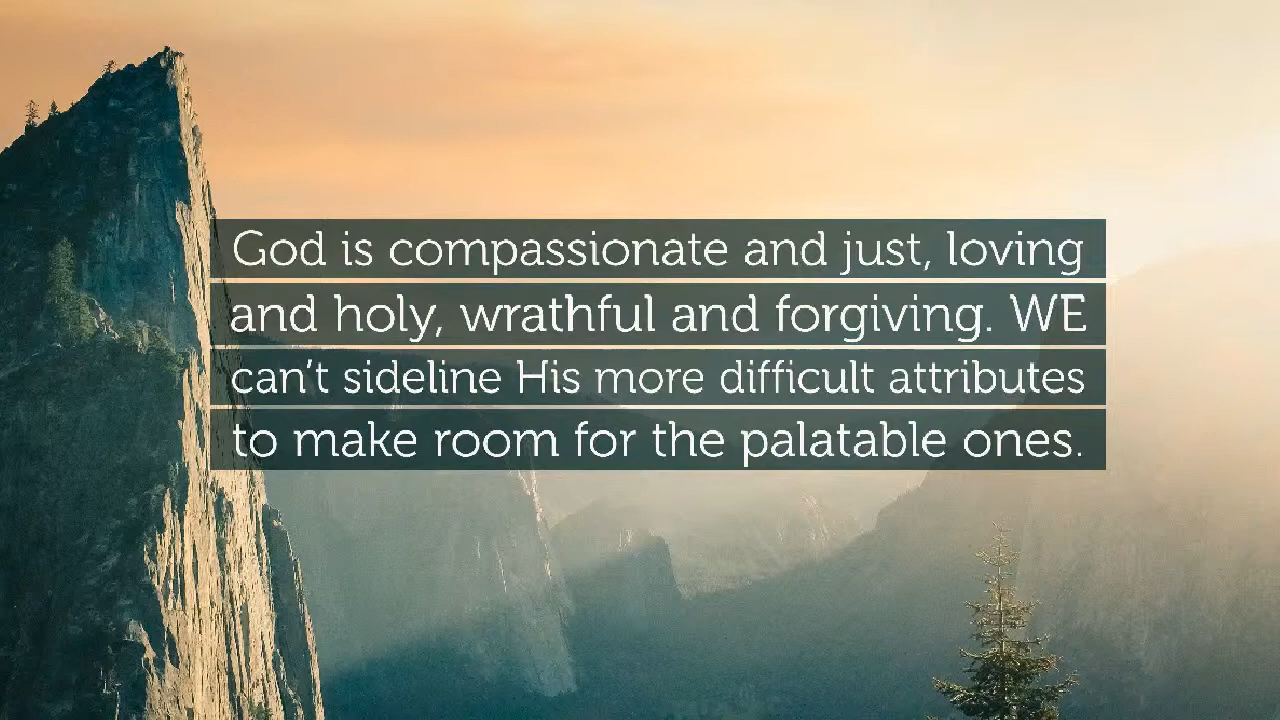 God is compassionate and just, loving
and holy, wrathful and forgiving. WE
can’t sideline His more difficult attributes
to make room for the palatable ones.